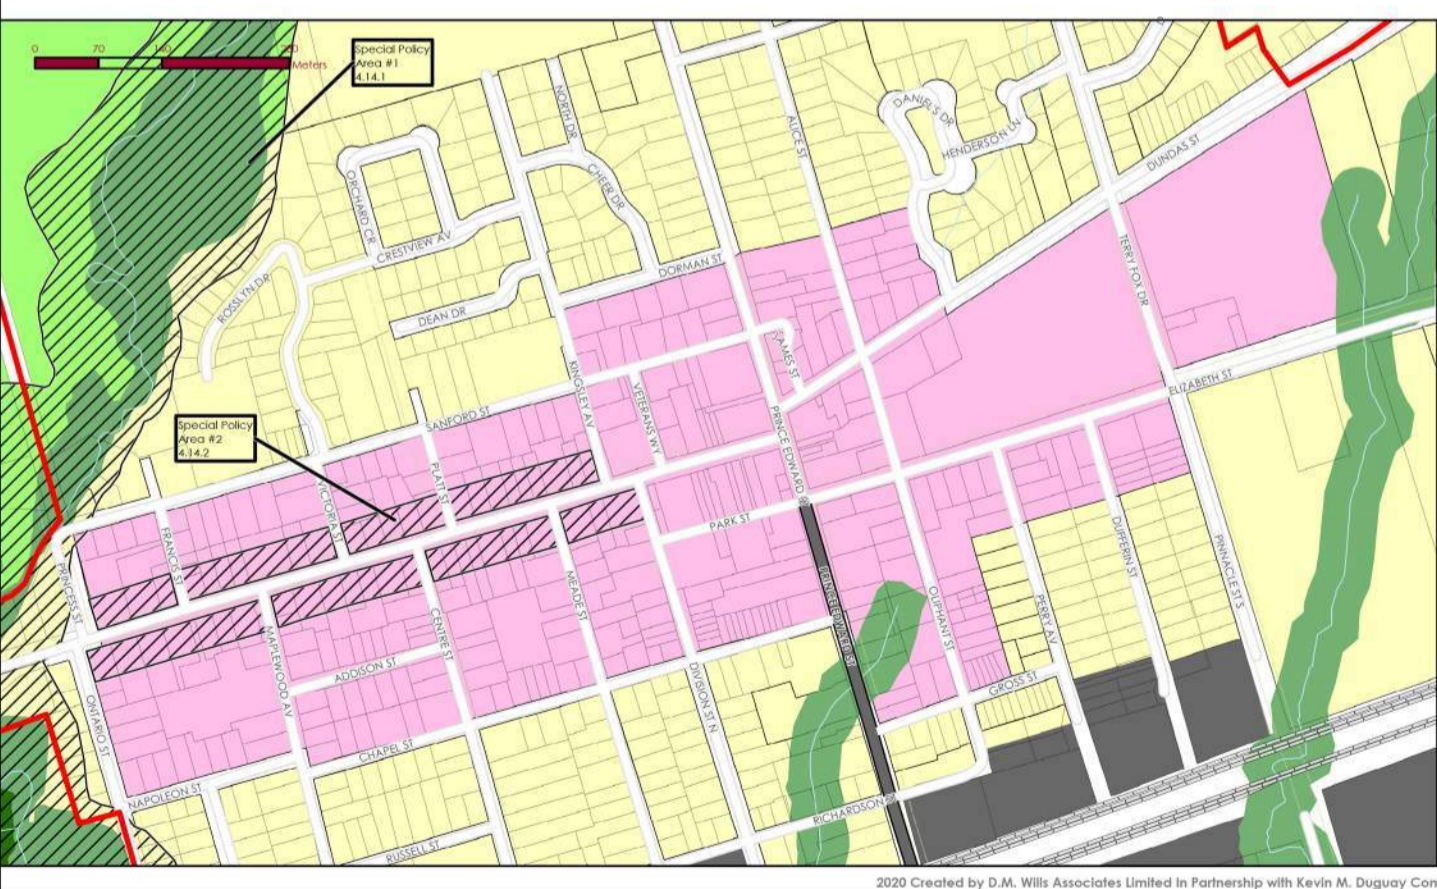 0 70 140 280
Meters
Special Policy
Area #1
4.14.1
NORTH DR
ALICE ST
DANIELS DR
HENDERSON LN
DUNDAS ST
ORCHARD CR
CHEER DR
CRESTVIEW AV
DORMAN ST
TERRY FOX DR
ROSSLYN DR
DEAN DR
JAMES ST
KINGSLEY AV
VETERANS WY
ELIZABETH ST
SANFORD ST
PRINCE EDWARD ST
Special Policy
Area #2
4.14.2
PLATT ST
VICTORIA ST
PARK ST
FRANCIS ST
DUFFERIN ST
PINNACLE ST S
PRINCESS ST
MEADE ST
PRINCE EDWARD ST
OLIPHANT ST
PERRY AV
CENTRE ST
MAPLEWOOD AV
ADDISON ST
DIVISION ST N
GROSS ST
ONTARIO ST
CHAPEL ST
NAPOLEON ST
RICHARDSON ST
RUSSELL ST
2020 Created by D.M. Wills Associates Limited In Partnership with Kevin M. Duguay Con